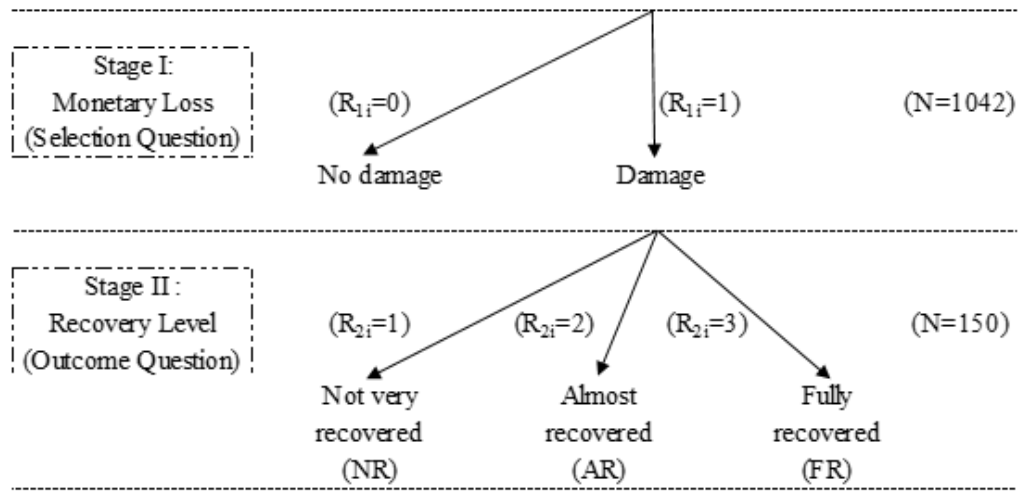 Stage I:
Monetary Loss
(Selection Question)
(R1i=0)
(R1i=1)
(N=1042)
No damage
Damage
Stage II :
Recovery Level
(Outcome Question)
(R2i=1)
(R2i=2)
(R2i=3)
(N=150)
Not very
recovered
(NR)
Almost
recovered
(AR)
Fully
recovered
(FR)